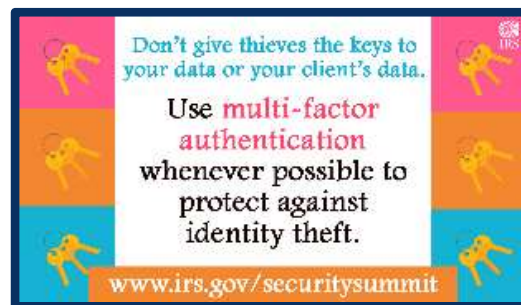 Don't give thieves the keys to
your data or your client's data.
Use multi-factor
authentication
whenever possible to
protect against
identity theft.
www.irs.gov/securitysummit
IRS